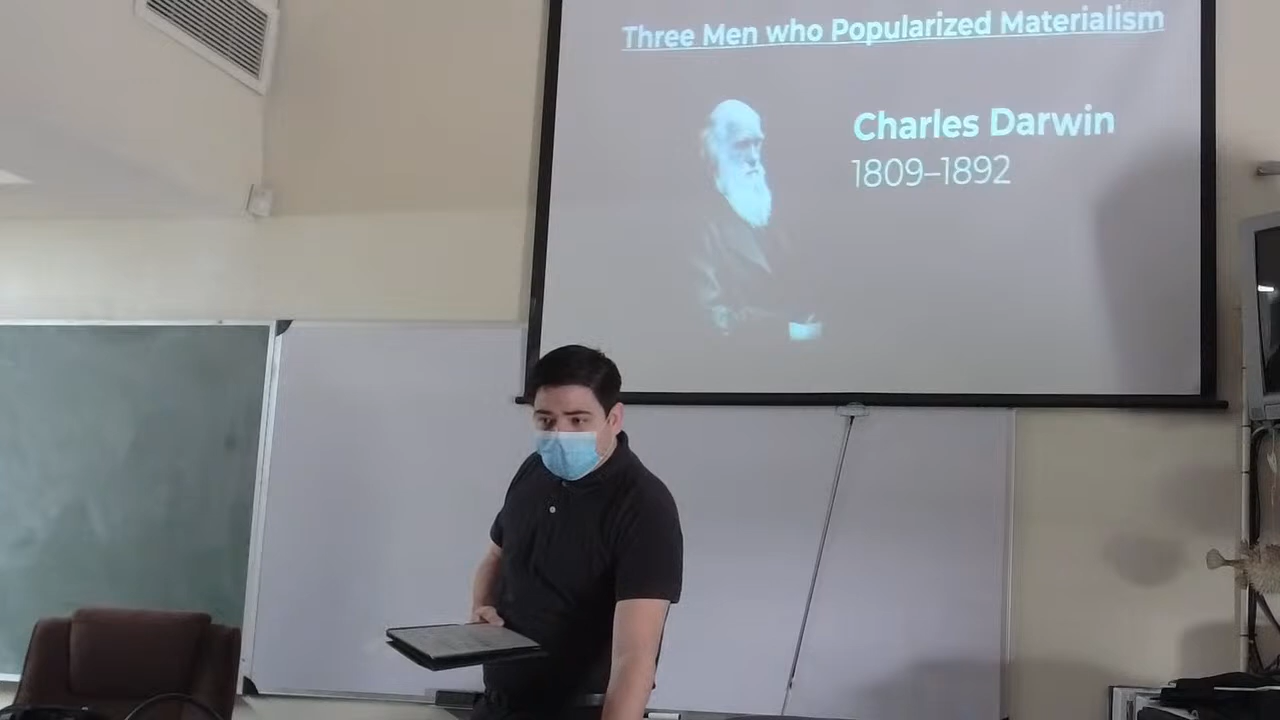 Three Men who Popularized Materialism
Charles Darwin
1809–1892